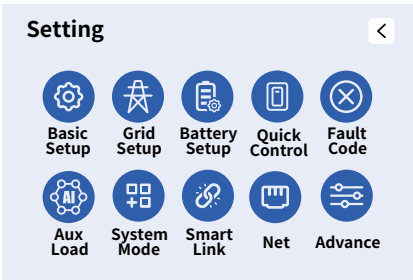 Setting
Basic Grid Battery Quick Fault
Setup Setup Setup Control Code
AI
Aux System Smart Net Advance
Load Mode Link